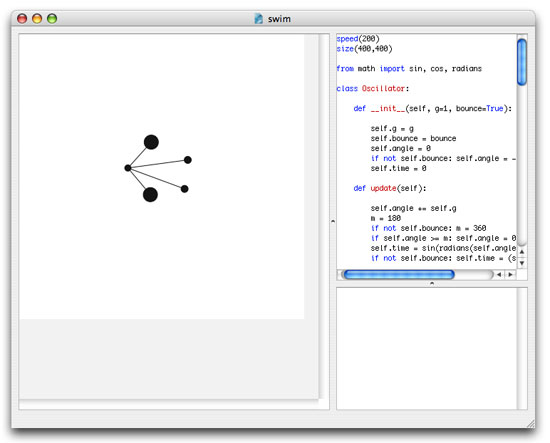 swim
speed(200)
size(400,400)
from math import sin, cos, radians
class Oscillator:
def __init__(self, g=1, bounce=True):
self.g = g
self.bounce = bounce
self.angle = 0
if not self.bounce: self.angle = -
self.time = 0
def update(self):
self.angle += self.g
m = 180
if not self.bounce: m = 360
if self.angle >= m: self.angle = 0
self.time = sin(radians(self.angle
if not self.bounce: self.time = (s